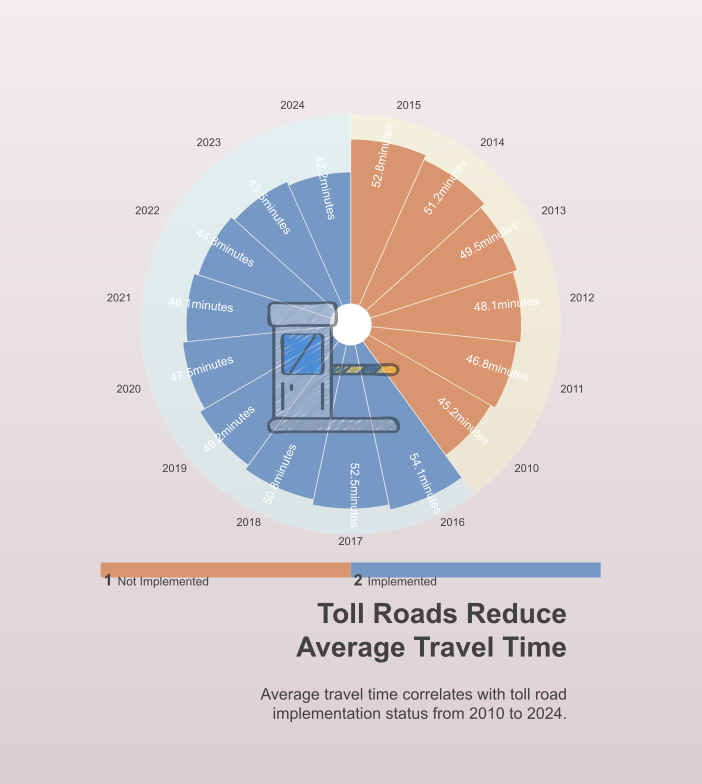 2024
2015
2023
2014
2022
2013
2021
2012
2020
2011
2019
2010
2018
2016
2017
52.8minutes
51.2minutes
49.5minutes
48.1minutes
46.8minutes
45.2minutes
54.1minutes
52.5minutes
50.8minutes
49.2minutes
47.5minutes
46.1minutes
44.8minutes
43.5minutes
42.2minutes
1 Not Implemented
2 Implemented
Toll Roads Reduce
Average Travel Time
Average travel time correlates with toll road
implementation status from 2010 to 2024.